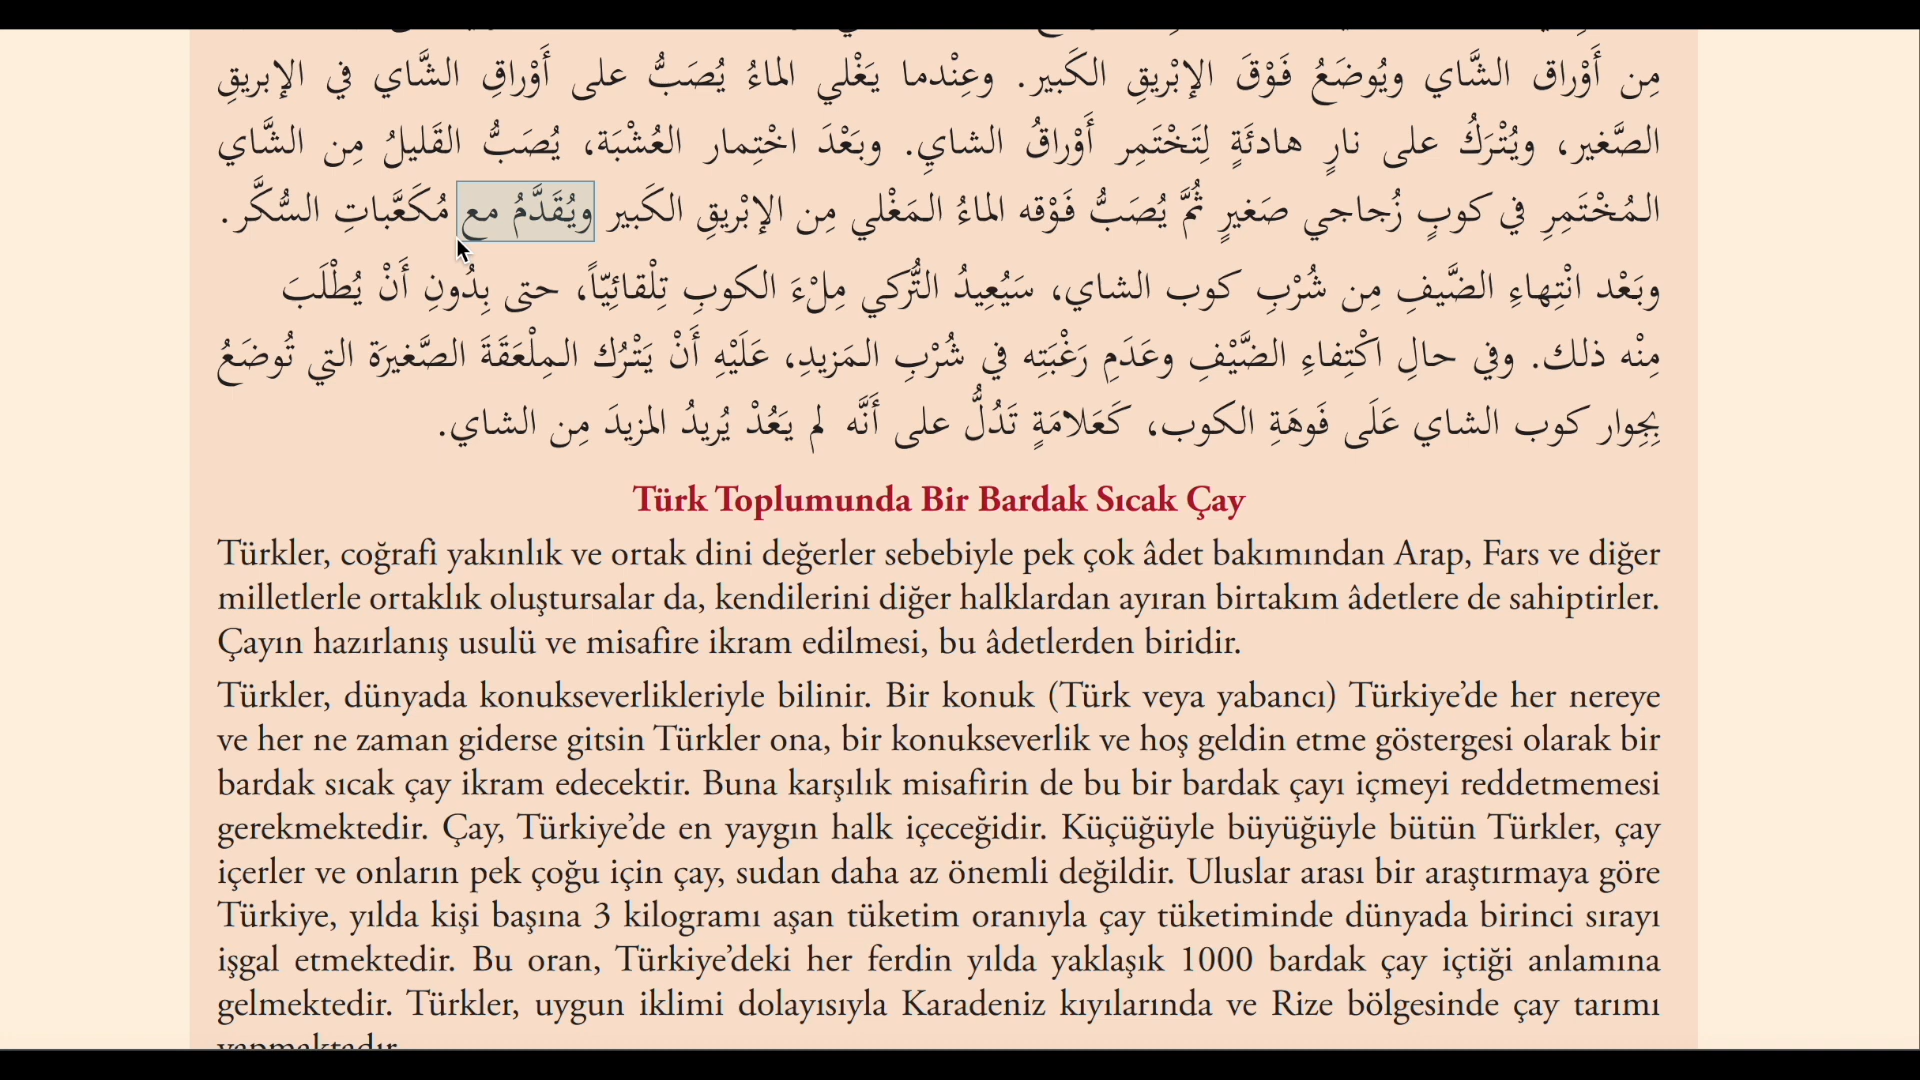 مِن أَوْراق الشَّاي ويُوضَعُ فَوْقَ الإبْريقِ الكَبير. وعِنْدما يَغْلي الماءُ يُصَبُّ على أَوْراقِ الشَّاي في الإبريقِ
الصَّغير، ويُتْرَكُ على نارٍ هادئَةٍ لِتَخْتَمِر أَوْراقُ الشايِ. وبَعْدَ اخْتِمار العُشْبَة، يُصَبُّ القَليلُ مِن الشَّاي
المُخْتَمِرِ في كوبٍ زُجاجي صَغيرٍ ثُمَّ يُصَبُّ فَوْقه الماءُ المَغْلي مِن الإبْريقِ الكَبير ويُقَدَّمُ مع مُكَعَّباتِ السُّكَّر.
وبَعْد انْتِهاءِ الضَّيفِ مِن شُرْبِ كوب الشاي، سَيُعِيدُ التُّركي مِلْءَ الكوبِ تِلْقائِيّاً، حتى بِدُونِ أَنْ يُطْلَبَ
مِنْه ذلك. وفي حالِ اكْتِفاءِ الضَّيْفِ وعَدَمِ رَغْبَتِه في شُرْبِ المَزيدِ، عَلَيْهِ أَنْ يَتْرُك المِلْعَقَةَ الصَّغيرَة التي تُوضَعُ
بِجِوار كوب الشاي عَلَى فَوهَةِ الكوب، كَعَلامَةٍ تَدُلُّ على أَنَّه لم يَعُدْ يُريدُ المزيدَ مِن الشاي.
Türk Toplumunda Bir Bardak Sıcak Çay
Türkler, coğrafi yakınlık ve ortak dini değerler sebebiyle pek çok âdet bakımından Arap, Fars ve diğer
milletlerle ortaklık oluştursalar da, kendilerini diğer halklardan ayıran birtakım âdetlere de sahiptirler.
Çayın hazırlanış usulü ve misafire ikram edilmesi, bu âdetlerden biridir.
Türkler, dünyada konukseverlikleriyle bilinir. Bir konuk (Türk veya yabancı) Türkiye’de her nereye
ve her ne zaman giderse gitsin Türkler ona, bir konukseverlik ve hoş geldin etme göstergesi olarak bir
bardak sıcak çay ikram edecektir. Buna karşılık misafirin de bu bir bardak çayı içmeyi reddetmemesi
gerekmektedir. Çay, Türkiye’de en yaygın halk içeceğidir. Küçüğüyle büyüğüyle bütün Türkler, çay
içerler ve onların pek çoğu için çay, sudan daha az önemli değildir. Uluslar arası bir araştırmaya göre
Türkiye, yılda kişi başına 3 kilogramı aşan tüketim oranıyla çay tüketiminde dünyada birinci sırayı
işgal etmektedir. Bu oran, Türkiye’deki her ferdin yılda yaklaşık 1000 bardak çay içtiği anlamına
gelmektedir. Türkler, uygun iklimi dolayısıyla Karadeniz kıyılarında ve Rize bölgesinde çay tarımı
yapmaktadır.